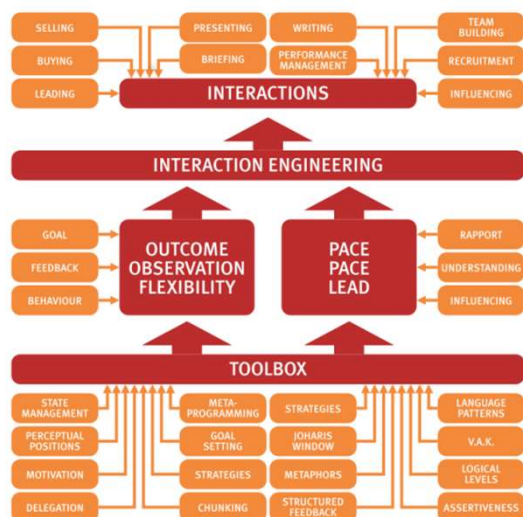 SELLING
PRESENTING
WRITING
TEAM
BUILDING
BUYING
BRIEFING
PERFORMANCE
MANAGEMENT
RECRUITMENT
LEADING
INTERACTIONS
INFLUENCING
INTERACTION ENGINEERING
GOAL
FEEDBACK
BEHAVIOUR
OUTCOME
OBSERVATION
FLEXIBILITY
PACE
PACE
LEAD
RAPPORT
UNDERSTANDING
INFLUENCING
TOOLBOX
STATE
MANAGEMENT
META-
PROGRAMMING
STRATEGIES
LANGUAGE
PATTERNS
PERCEPTUAL
POSITIONS
GOAL
SETTING
JOHARIS
WINDOW
V.A.K.
MOTIVATION
STRATEGIES
METAPHORS
LOGICAL
LEVELS
DELEGATION
CHUNKING
STRUCTURED
FEEDBACK
ASSERTIVENESS